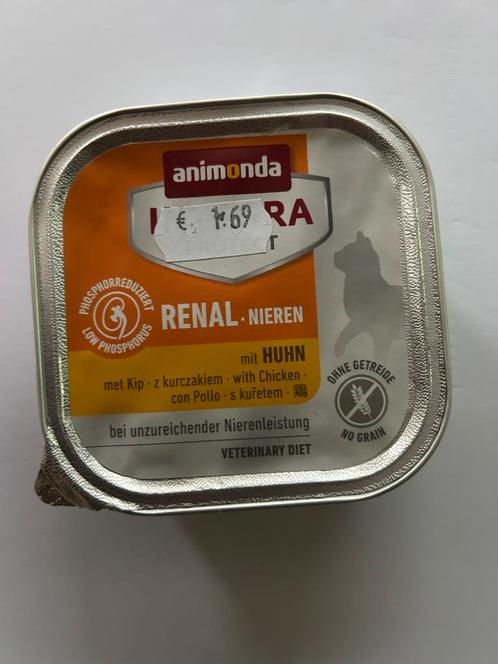 animonda
€ 1.69
RA
T
PHOSPHORREDUZIERT
LOW PHOSPHORUS
RENAL · NIEREN
mit HUHN
met Kip · z kurczakiem · with Chicken ·
con Pollo · s kuřetem · 鶏
OHNE GETREIDE
NO GRAIN
bei unzureichender Nierenleistung
VETERINARY DIET